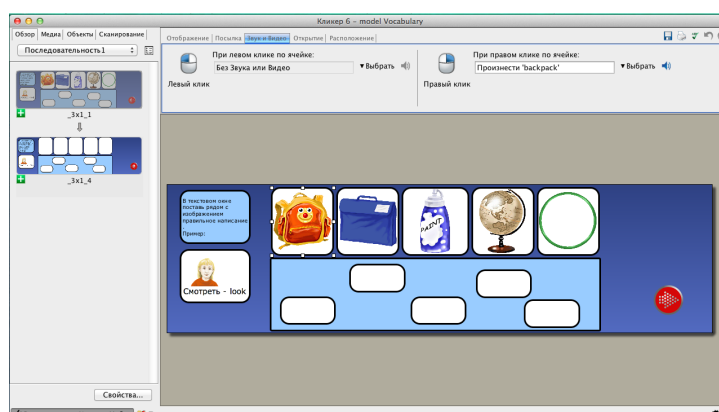 Кликер 6 - model Vocabulary
Обзор Медиа Объекты Сканирование
Отображение Посылка Звук и Видео Открытие Расположение
Последовательность1
При левом клике по ячейке:
Без Звука или Видео
▼Выбрать
Левый клик
При правом клике по ячейке:
Произнести 'backpack'
▼Выбрать
Правый клик
_3x1_1
_3x1_4
В текстовом окне
поставь рядом с
изображением
правильное написание
Пример:
PAINT
Смотреть - look
Свойства...